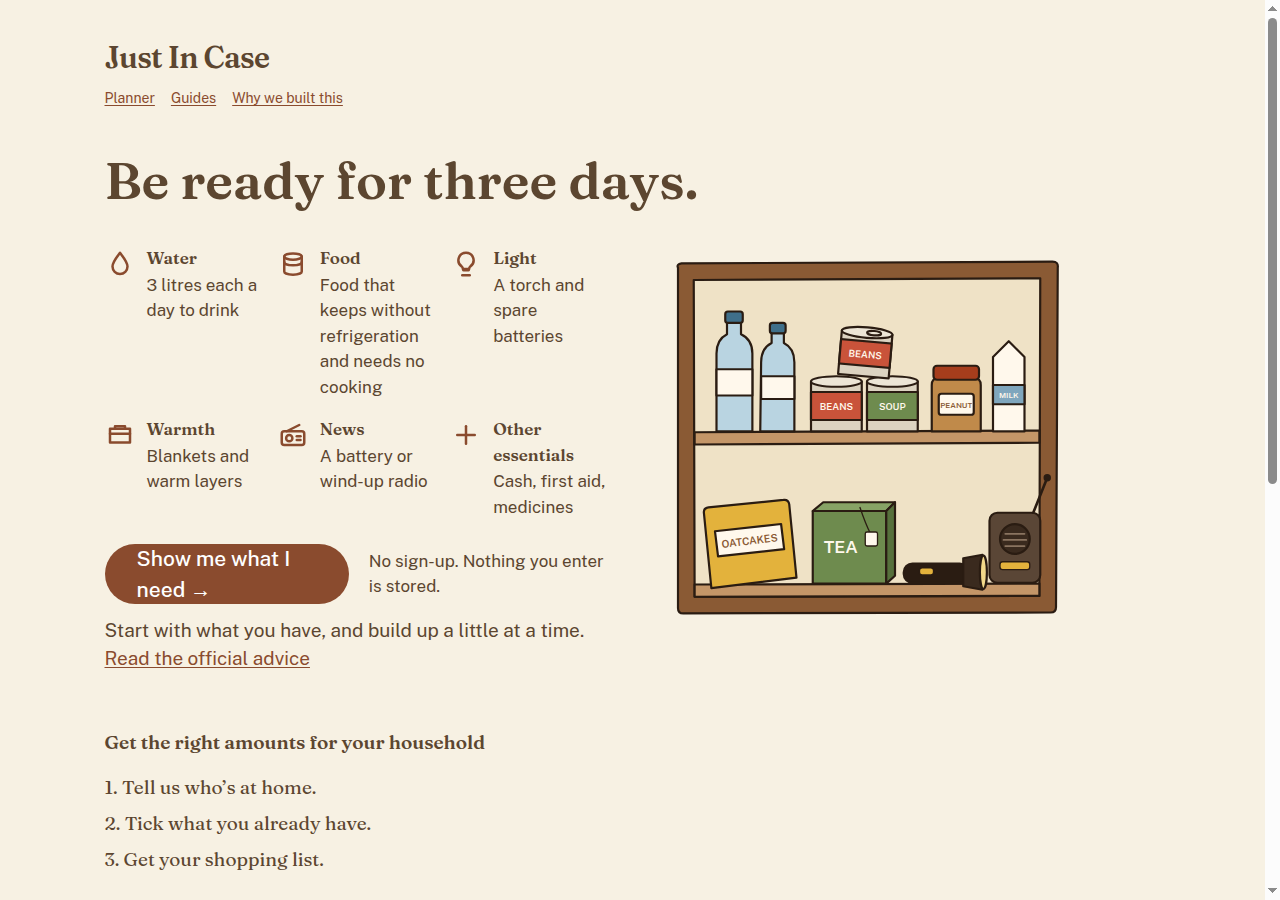 Just In Case
Planner Guides Why we built this
Be ready for three days.
Water
3 litres each a
day to drink
Food
Food that
keeps without
refrigeration
and needs no
cooking
Light
A torch and
spare
batteries
Warmth
Blankets and
warm layers
News
A battery or
wind-up radio
Other
essentials
Cash, first aid,
medicines
Show me what I
need →
No sign-up. Nothing you enter
is stored.
Start with what you have, and build up a little at a time.
Read the official advice
BEANS
BEANS
SOUP
PEANUT
MILK
OATCAKES
TEA
Get the right amounts for your household
1. Tell us who’s at home.
2. Tick what you already have.
3. Get your shopping list.